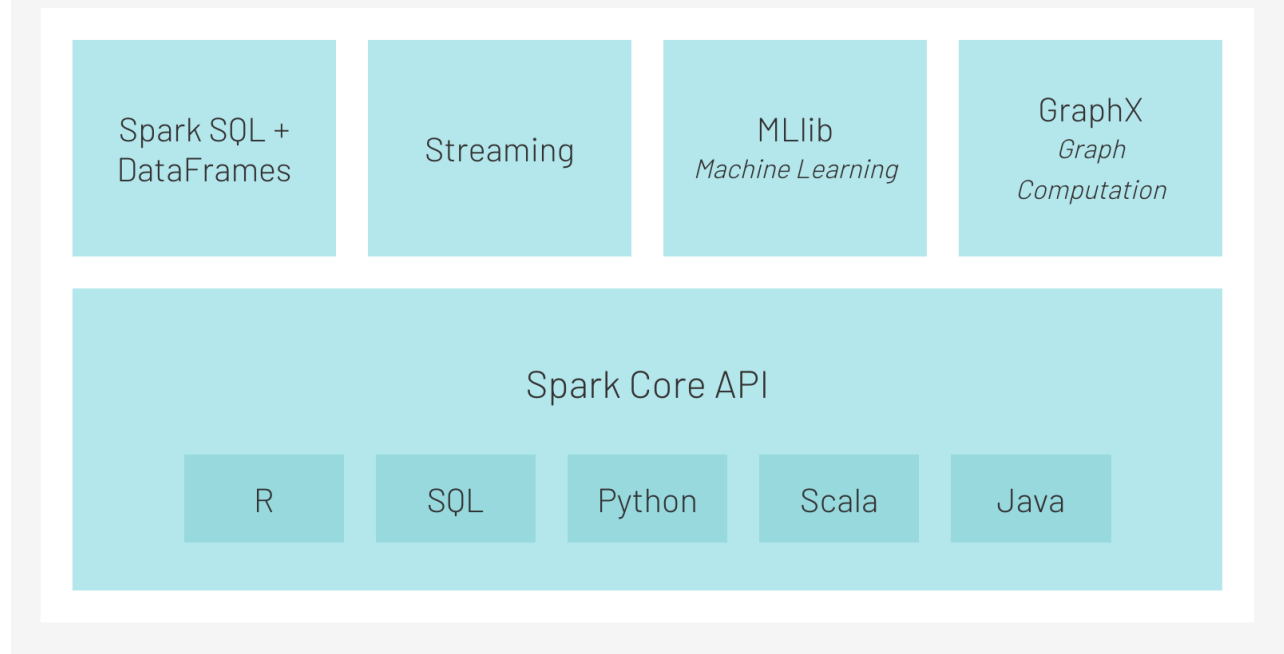 Spark SQL +
DataFrames
Streaming
MLlib
Machine Learning
GraphX
Graph
Computation
Spark Core API
R
SQL
Python
Scala
Java